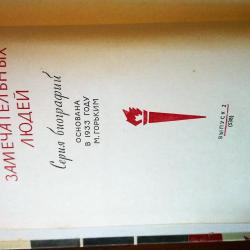 ЗАМЕЧАТЕЛЬНЫХ
ЛЮДЕЙ
Серия биографий
ОСНОВАНА
В 1933 ГОДУ
М. ГОРЬКИМ
ВЫПУСК 2